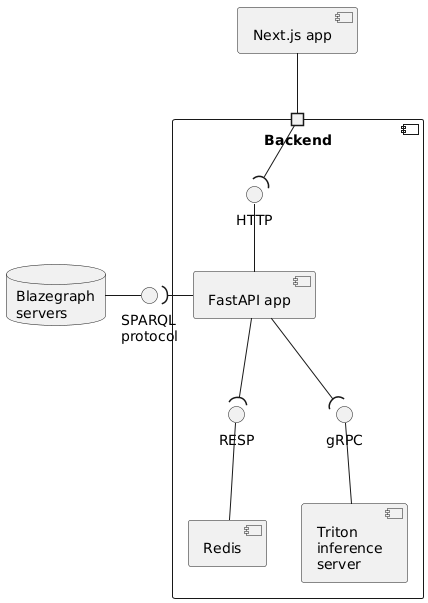 Next.js app
Backend
HTTP
FastAPI app
Blazegraph
servers
SPARQL
protocol
RESP
gRPC
Redis
Triton
inference
server